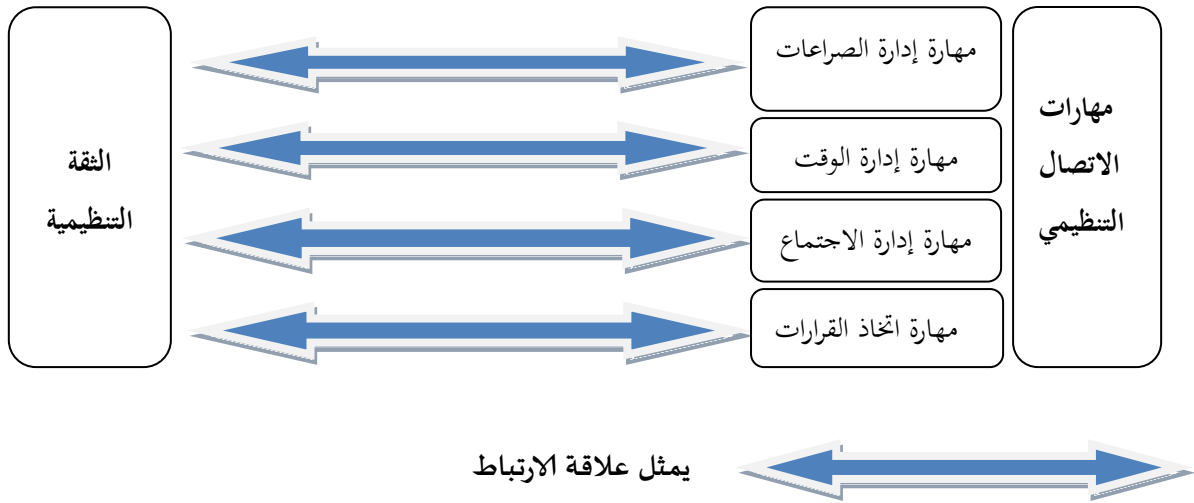 مهارات
الاتصال
التنظيمي
مهارة إدارة الصراعات
مهارة إدارة الوقت
مهارة إدارة الاجتماع
مهارة اتخاذ القرارات
الثقة
التنظيمية
يمثل علاقة الارتباط